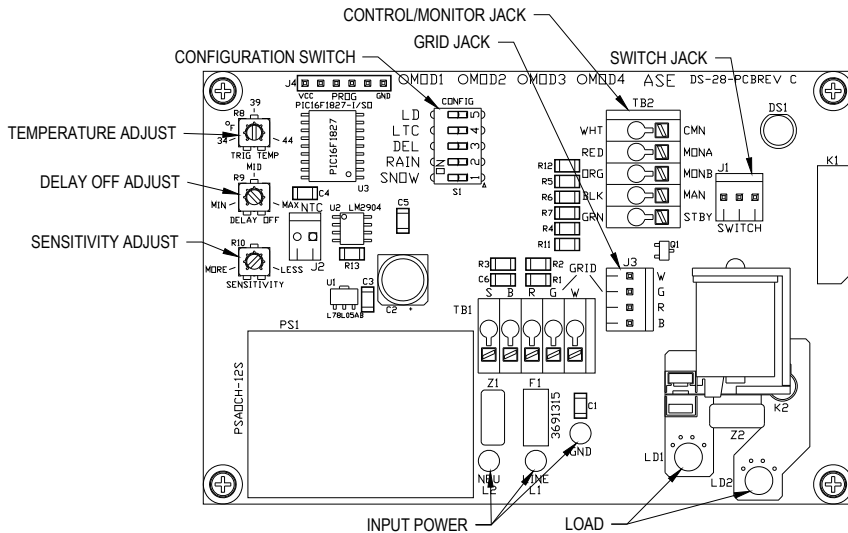 CONTROL/MONITOR JACK
GRID JACK
CONFIGURATION SWITCH
SWITCH JACK
TEMPERATURE ADJUST
DELAY OFF ADJUST
SENSITIVITY ADJUST
J4
VCC PROG GND
OMOD1 OMOD2 OMOD3 OMOD4 ASE DS-28-PCBREV C
PIC16F1827-I/SO
PIC16F1827
U3
CONFIG
LD 5
LTC 4
DEL 3
RAIN 2
SNOW 1
ON
S1
TB2
WHT CMN
RED MONA
ORG MONB
BLK MAN
GRN STBY
DS1
K1
J1
SWITCH
39
R8
°F
34 44
TRIG TEMP
MID
R9
MIN MAX
DELAY OFF
R10
MORE LESS
SENSITIVITY
C4
NTC
J2
U2 LM2904
R13
C5
U1
L78L05AB
C3
C2 +
R12
R5
R6
R7
R4
R11
R3 R2
C6 R1
GRID
S B R G W
TB1
J3
W
G
R
B
Q1
PS1
PSAOCH-12S
Z1
F1
3691315
C1
GND
NEU
L2
LINE
L1
K2
Z2
LD1
LD2
INPUT POWER
LOAD